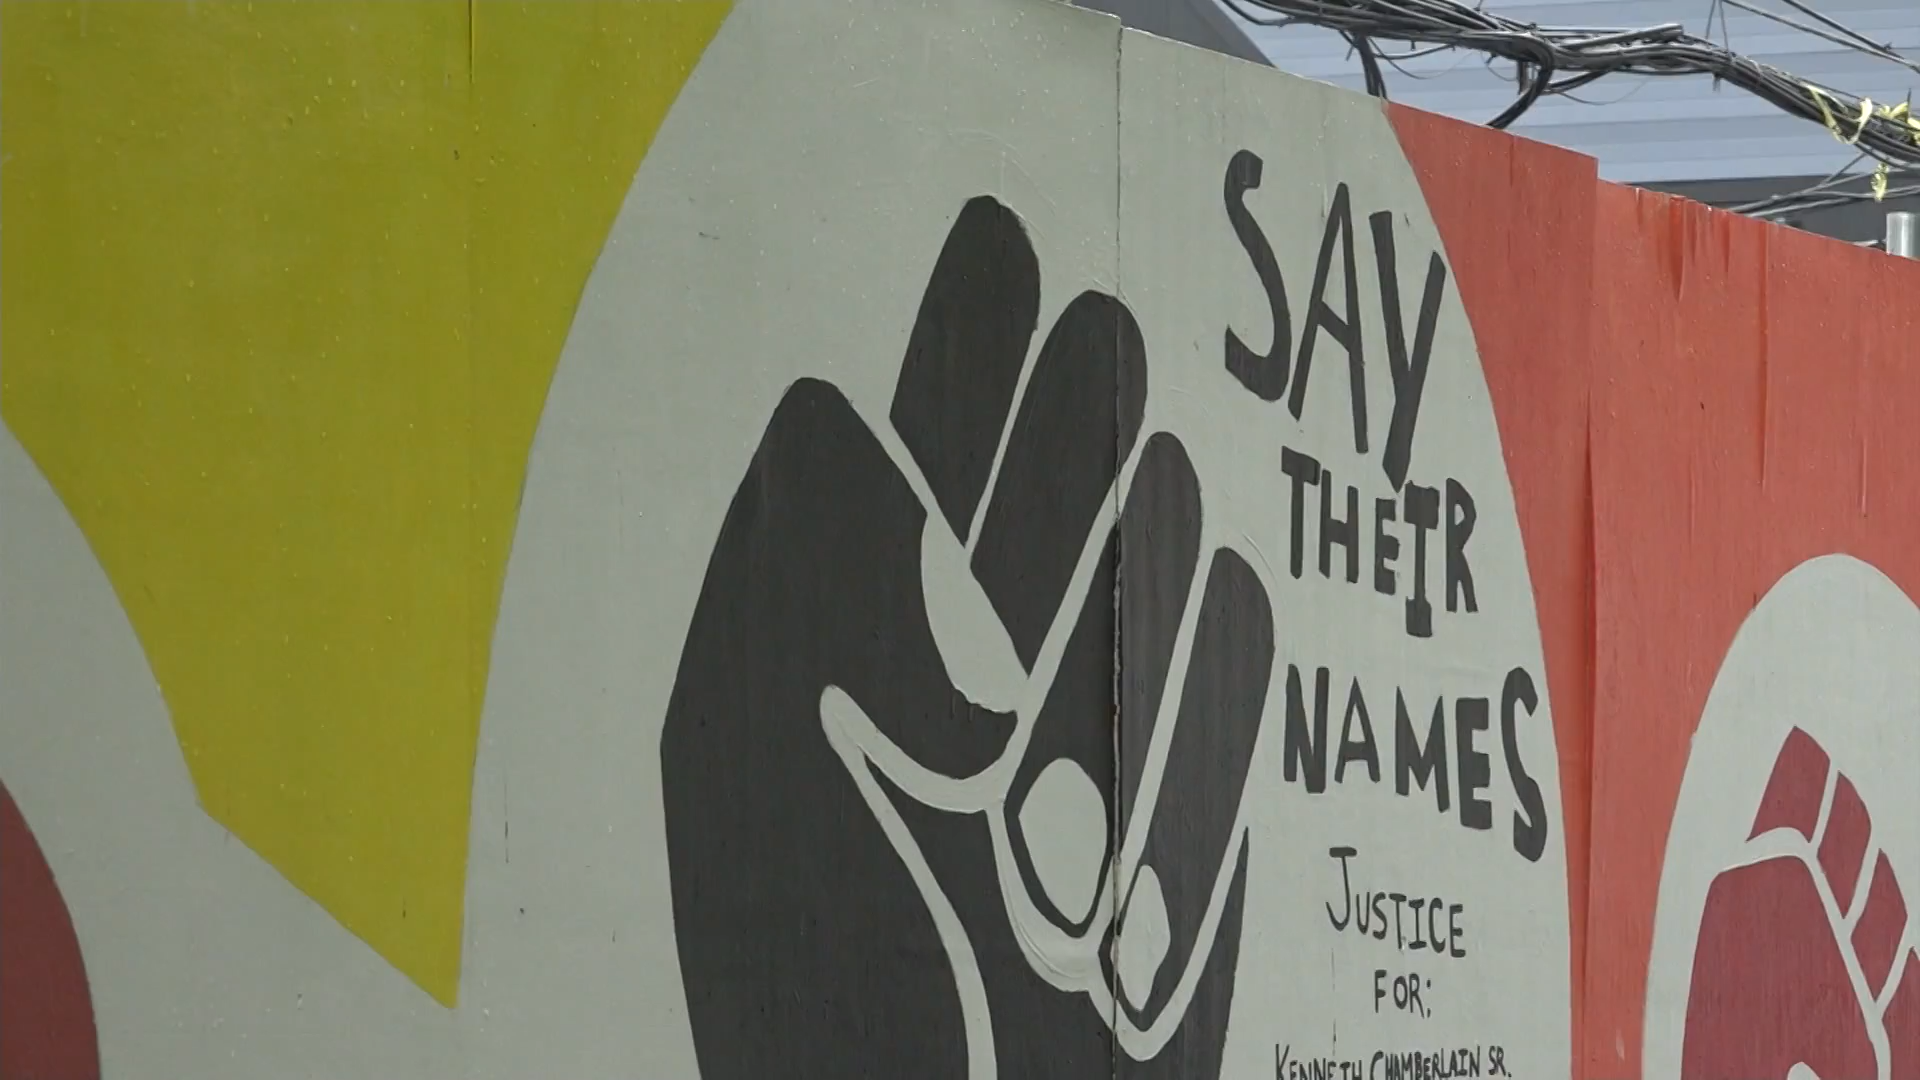 SAY
THEIR
NAMES
JUSTICE
FOR:
KENNETH CHAMBERLAIN SR.